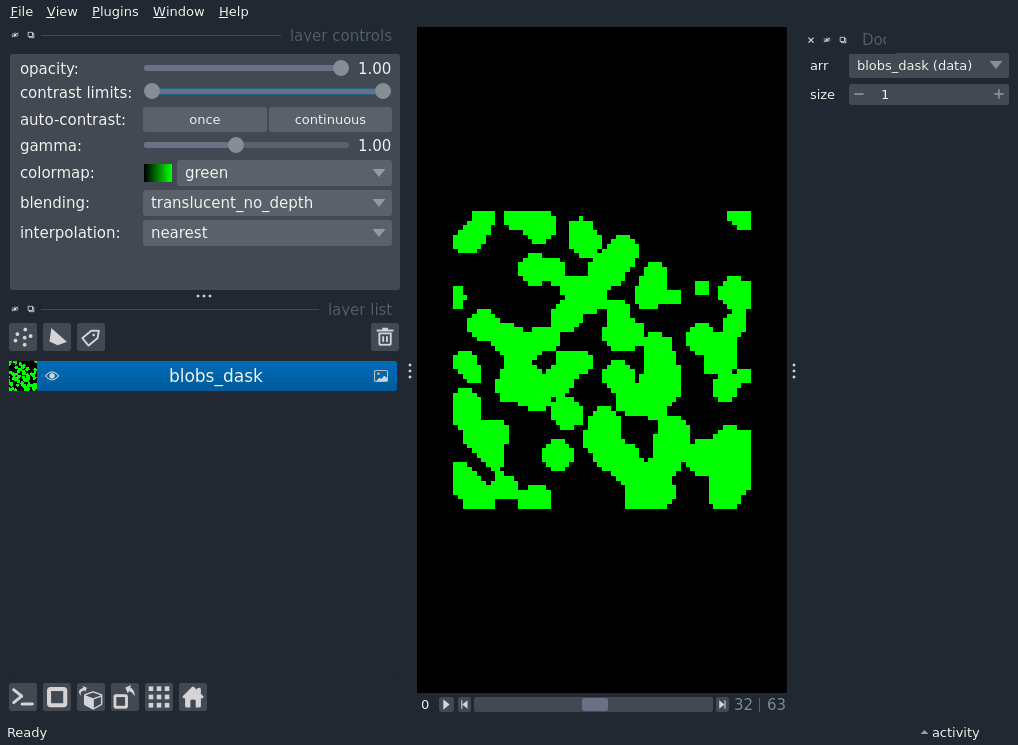 File View Plugins Window Help
layer controls
opacity: 1.00
contrast limits:
auto-contrast: once continuous
gamma: 1.00
colormap: green
blending: translucent_no_depth
interpolation: nearest
layer list
blobs_dask
0 32 | 63
Ready
activity
arr blobs_dask (data)
size 1